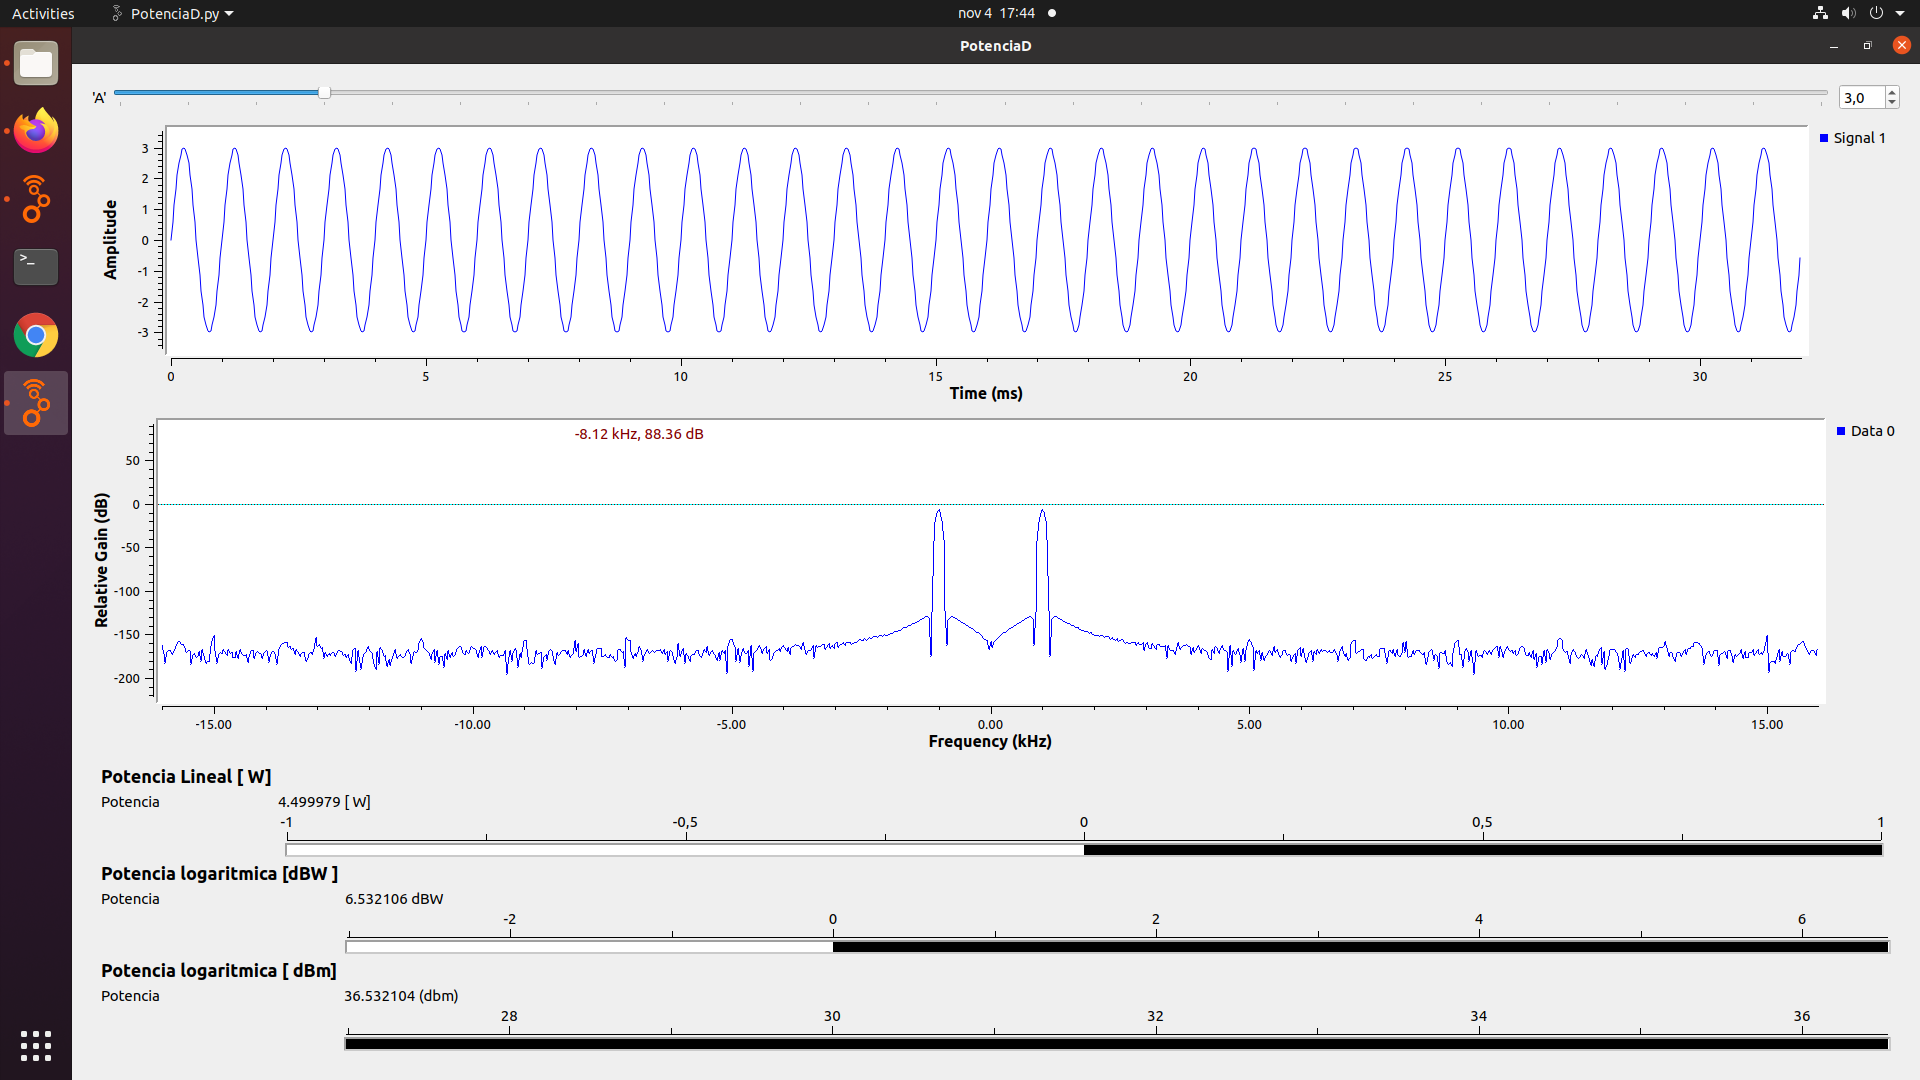 Activities PotenciaD.py nov 4 17:44
PotenciaD
'A' 3,0
Signal 1
3
2
1
0
-1
-2
-3
Amplitude
0 5 10 15 20 25 30
Time (ms)
-8.12 kHz, 88.36 dB
Data 0
50
0
-50
-100
-150
-200
Relative Gain (dB)
-15.00 -10.00 -5.00 0.00 5.00 10.00 15.00
Frequency (kHz)
Potencia Lineal [ W]
Potencia 4.499979 [ W]
-1 -0,5 0 0,5 1
Potencia logaritmica [dBW ]
Potencia 6.532106 dBW
-2 0 2 4 6
Potencia logaritmica [ dBm]
Potencia 36.532104 (dbm)
28 30 32 34 36